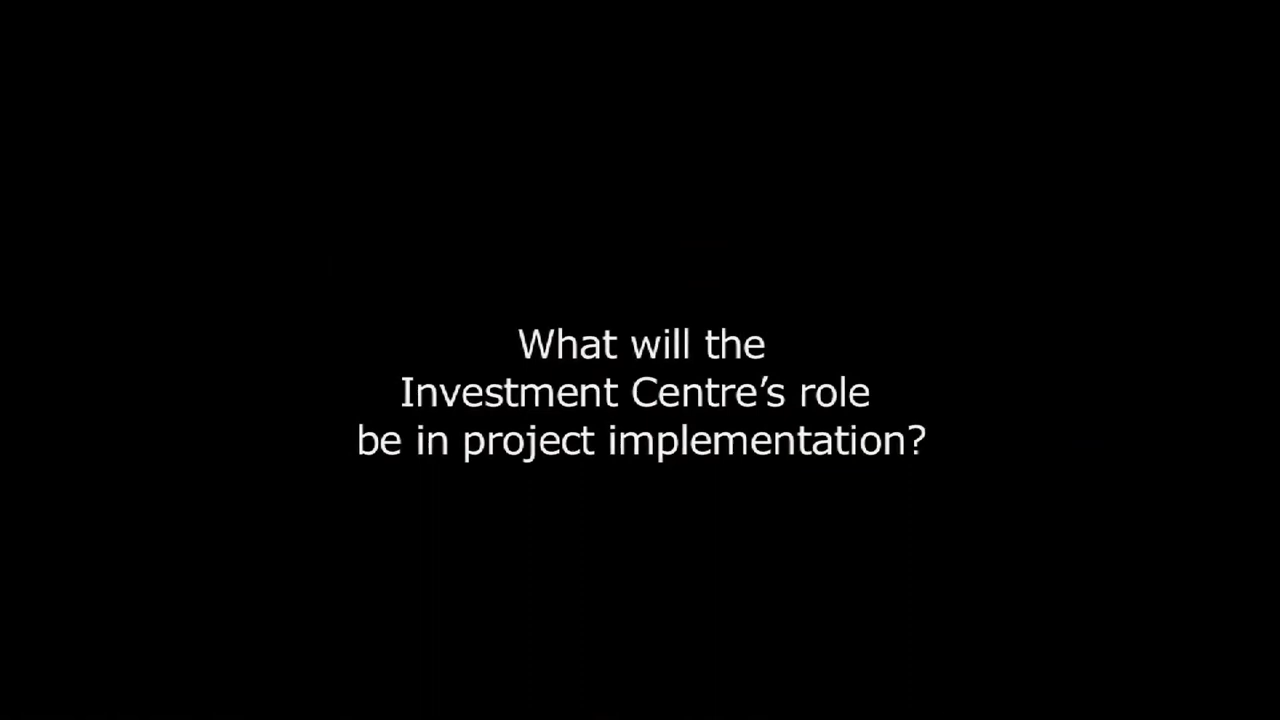 What will the
Investment Centre’s role
be in project implementation?